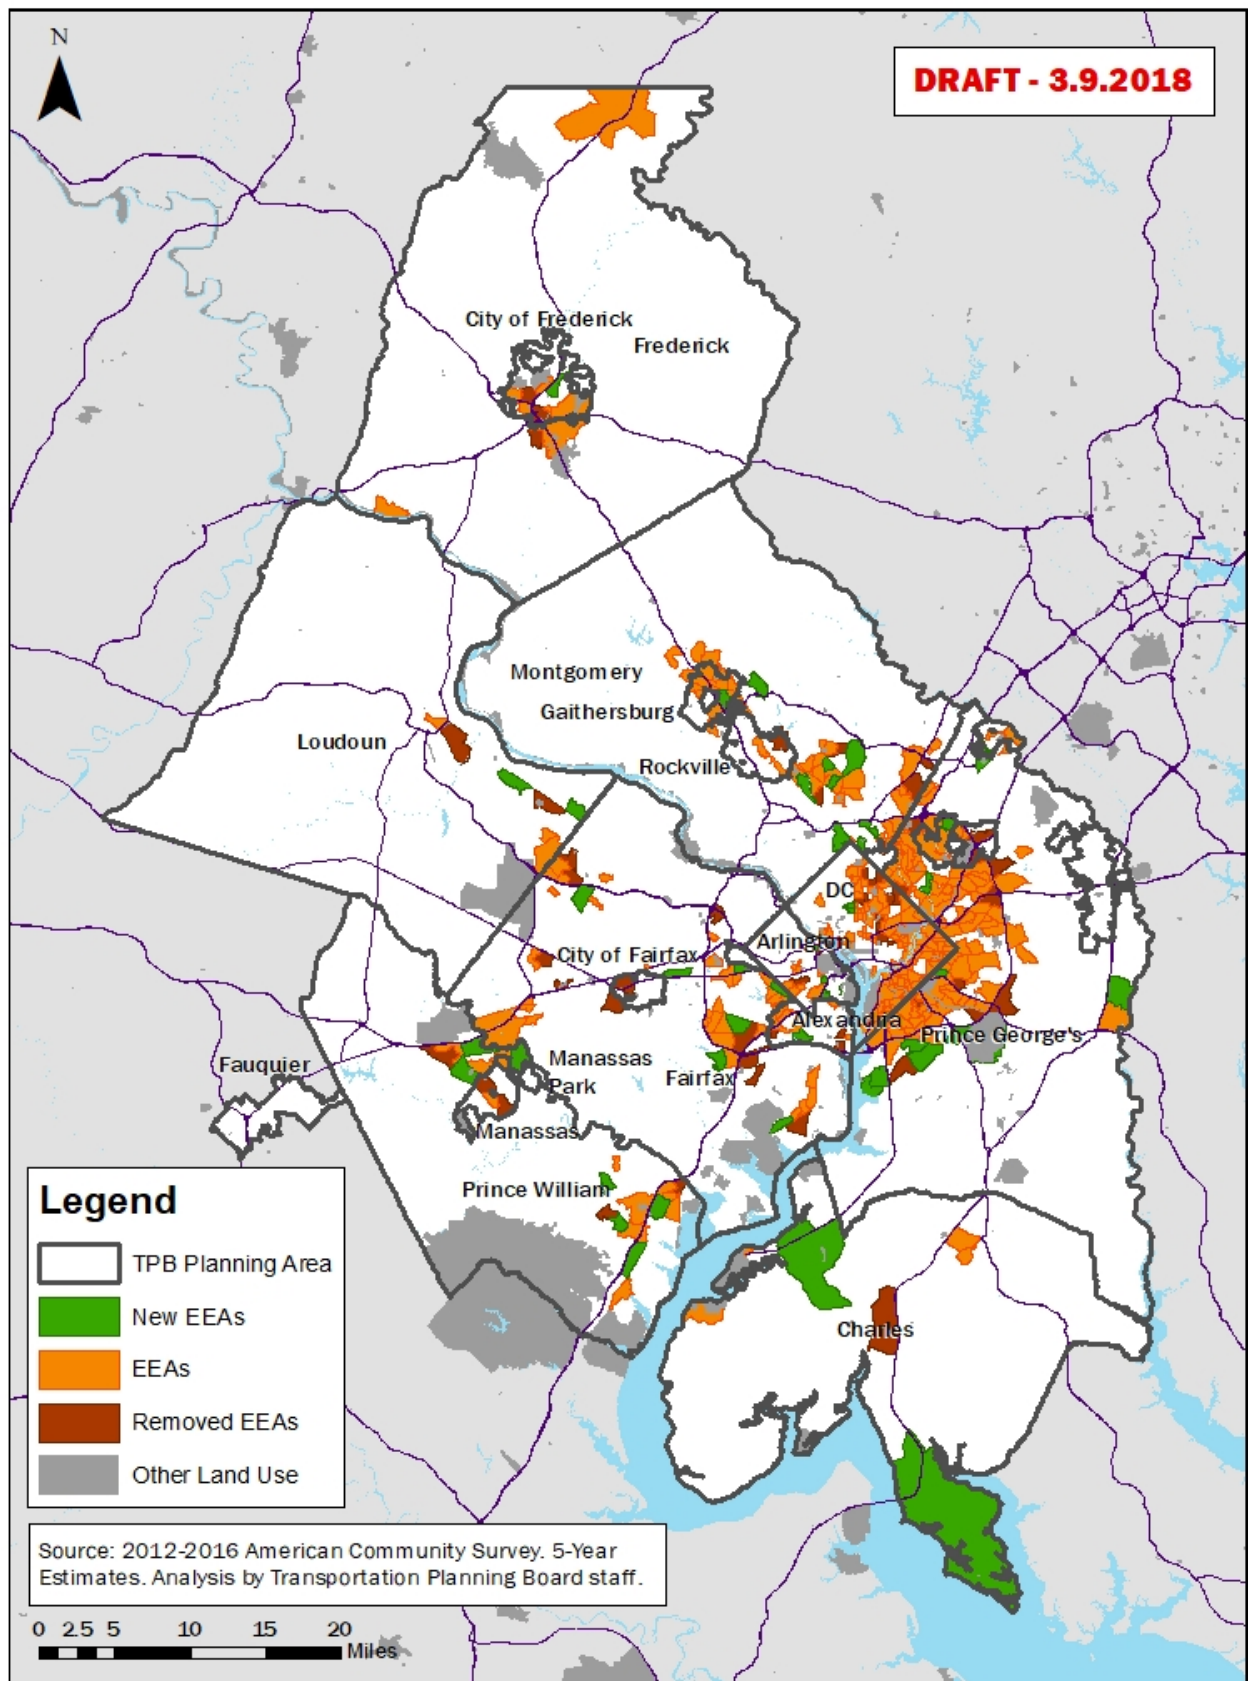 N
DRAFT - 3.9.2018
City of Frederick
Frederick
Montgomery
Gaithersburg
Loudoun
Rockville
DC
Arlington
City of Fairfax
Alexandria
Prince George's
Manassas
Park
Fauquier
Fairfax
Manassas
Prince William
Charles
Legend
TPB Planning Area
New EEAs
EEAs
Removed EEAs
Other Land Use
Source: 2012-2016 American Community Survey. 5-Year
Estimates. Analysis by Transportation Planning Board staff.
0 2.5 5 10 15 20
Miles